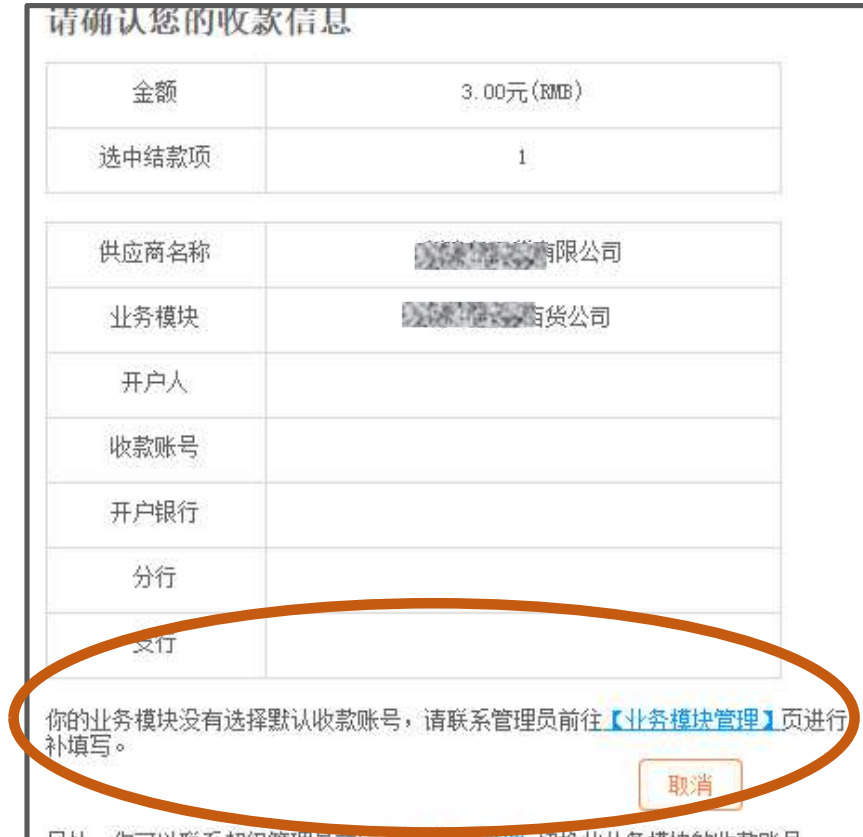 请确认您的收款信息
金额 3.00元(RMB)
选中结款项 1
供应商名称 有限公司
业务模块 百货公司
开户人
收款账号
开户银行
分行
支行
你的业务模块没有选择默认收款账号，请联系管理员前往【业务模块管理】页进行
补填写。
取消